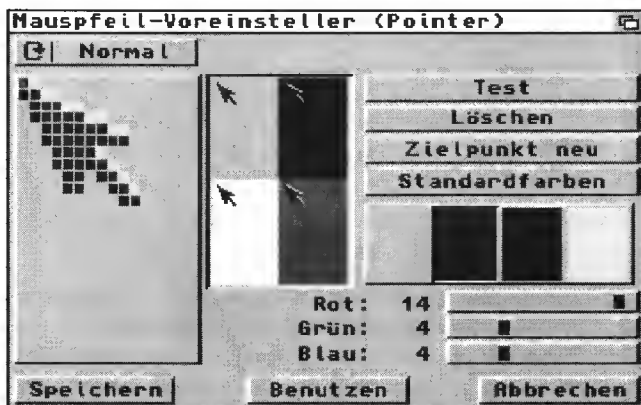 Mauspfeil-Voreinsteller (Pointer)
Normal
Test
Löschen
Zielpunkt neu
Standardfarben
Rot: 14
Grün: 4
Blau: 4
Speichern
Benutzen
Abbrechen